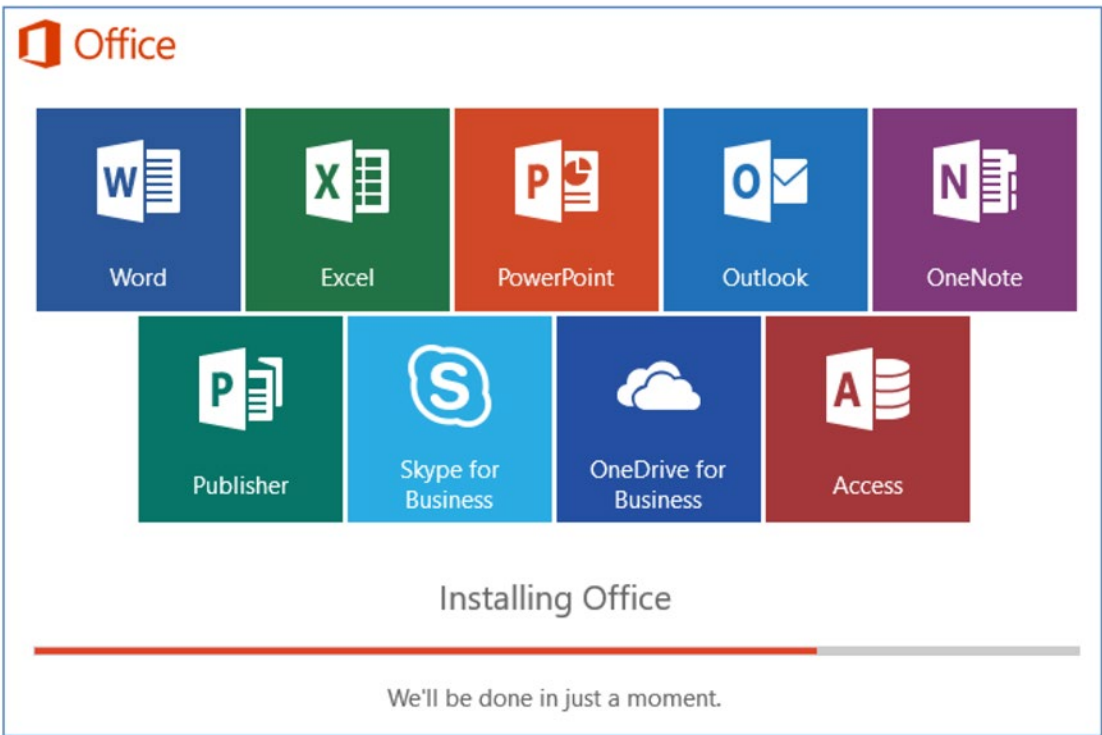 Office
W
X
P
O
N
Word
Excel
PowerPoint
Outlook
OneNote
P
S
A
Publisher
Skype for
Business
OneDrive for
Business
Access
Installing Office
We'll be done in just a moment.